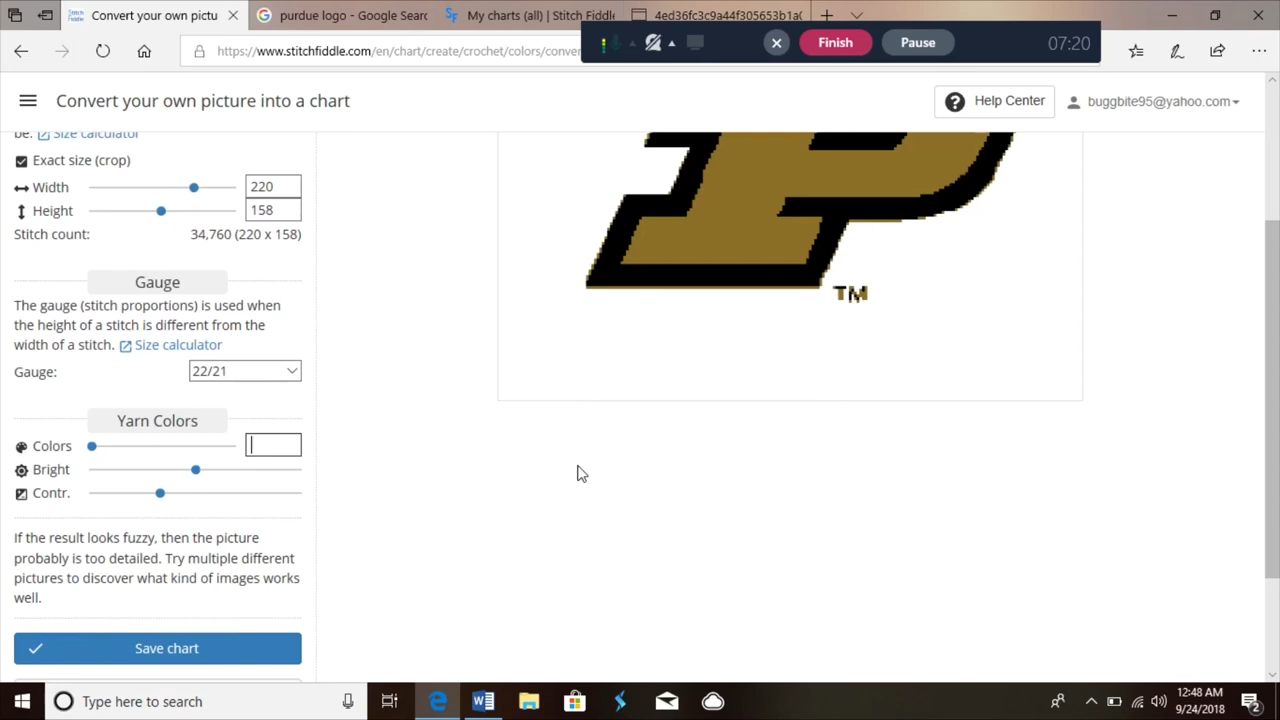 Convert your own pictu
purdue logo - Google Searc
My charts (all) | Stitch Fiddle
4ed36fc3c9a44f305653b1a(
https://www.stitchfiddle.com/en/chart/create/crochet/colors/conver
Finish
Pause
07:20
Convert your own picture into a chart
Help Center
buggbite95@yahoo.com
be. Size calculator
Exact size (crop)
Width 220
Height 158
Stitch count: 34,760 (220 x 158)
Gauge
The gauge (stitch proportions) is used when
the height of a stitch is different from the
width of a stitch. Size calculator
Gauge: 22/21
Yarn Colors
Colors
Bright
Contr.
If the result looks fuzzy, then the picture
probably is too detailed. Try multiple different
pictures to discover what kind of images works
well.
Save chart
P
TM
Type here to search
12:48 AM
9/24/2018
2